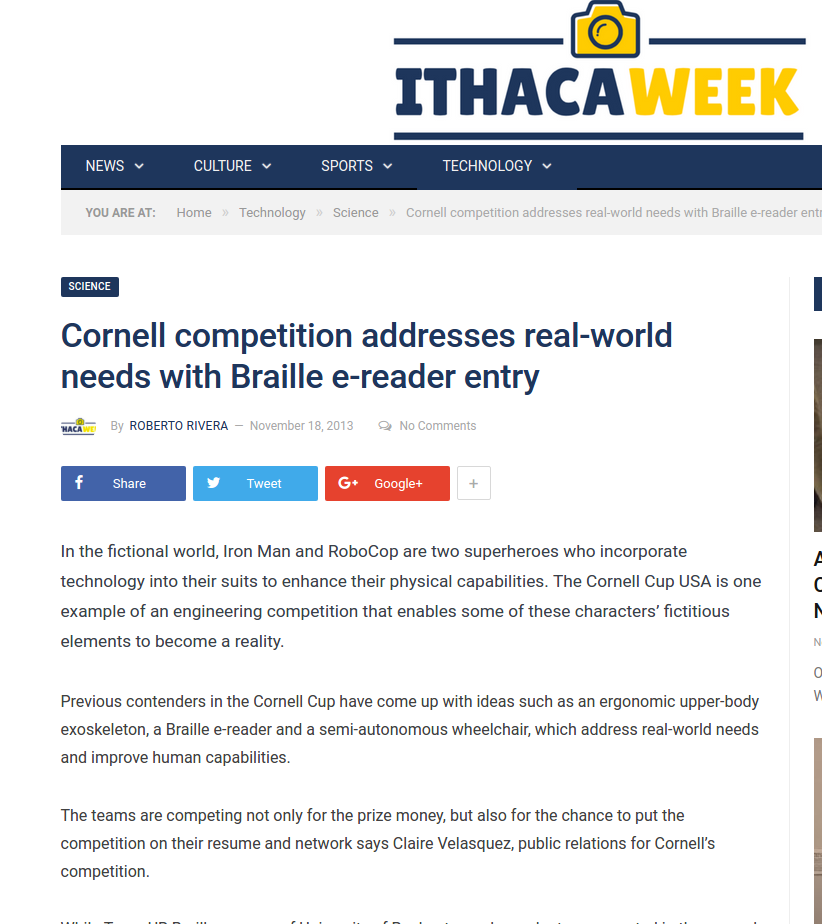 ITHACAWEEK
NEWS CULTURE SPORTS TECHNOLOGY
YOU ARE AT: Home » Technology » Science » Cornell competition addresses real-world needs with Braille e-reader
SCIENCE
Cornell competition addresses real-world
needs with Braille e-reader entry
By ROBERTO RIVERA — November 18, 2013 No Comments
Share Tweet G+ Google+ +
In the fictional world, Iron Man and RoboCop are two superheroes who incorporate
technology into their suits to enhance their physical capabilities. The Cornell Cup USA is one
example of an engineering competition that enables some of these characters’ fictitious
elements to become a reality.
Previous contenders in the Cornell Cup have come up with ideas such as an ergonomic upper-body
exoskeleton, a Braille e-reader and a semi-autonomous wheelchair, which address real-world needs
and improve human capabilities.
The teams are competing not only for the prize money, but also for the chance to put the
competition on their resume and network says Claire Velasquez, public relations for Cornell’s
competition.